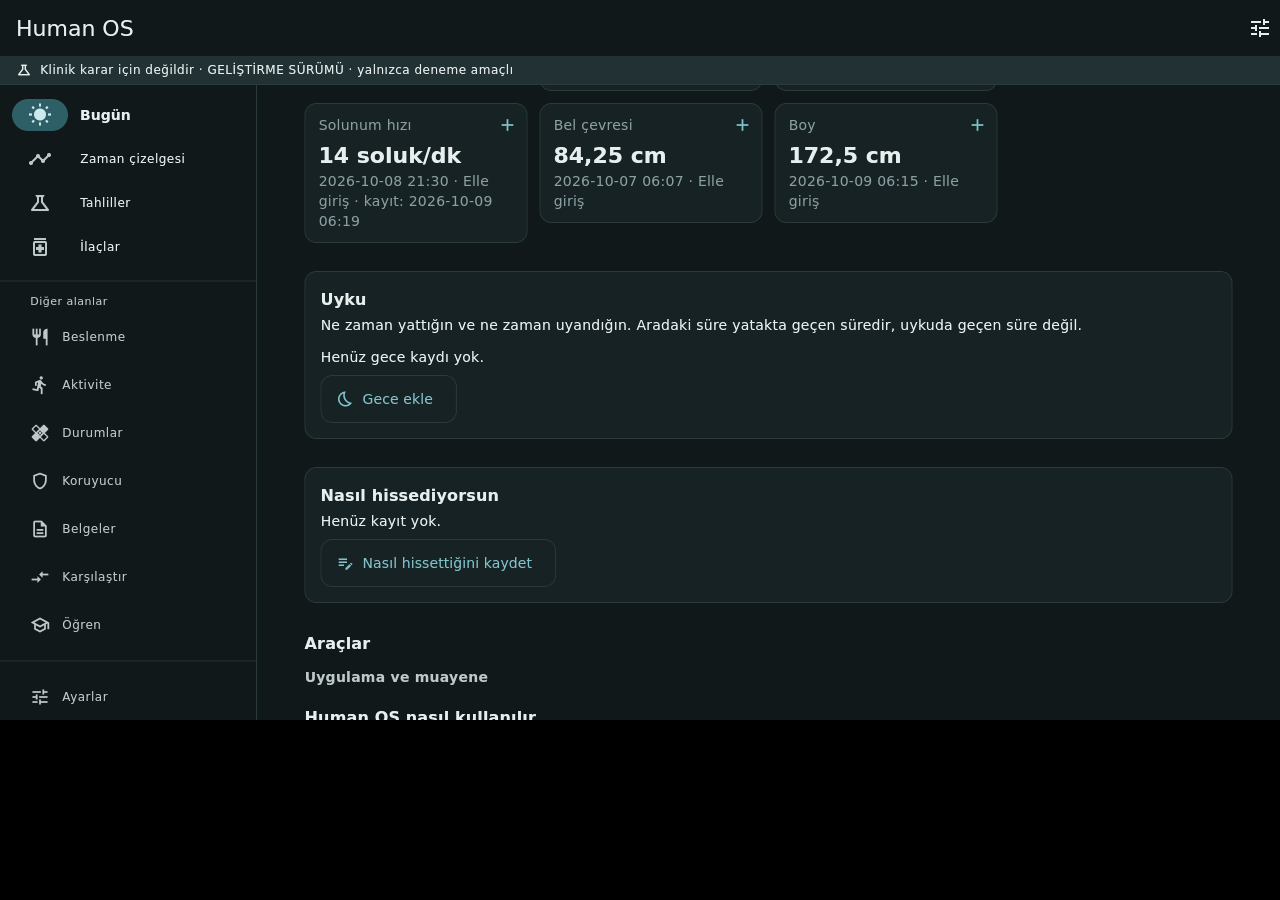 Human OS
Klinik karar için değildir · GELİŞTİRME SÜRÜMÜ · yalnızca deneme amaçlı
Bugün
Zaman çizelgesi
Tahliller
İlaçlar
Diğer alanlar
Beslenme
Aktivite
Durumlar
Koruyucu
Belgeler
Karşılaştır
Öğren
Ayarlar
Solunum hızı
14 soluk/dk
2026-10-08 21:30 · Elle
giriş · kayıt: 2026-10-09
06:19
Bel çevresi
84,25 cm
2026-10-07 06:07 · Elle
giriş
Boy
172,5 cm
2026-10-09 06:15 · Elle
giriş
Uyku
Ne zaman yattığın ve ne zaman uyandığın. Aradaki süre yatakta geçen süredir, uykuda geçen süre değil.
Henüz gece kaydı yok.
Gece ekle
Nasıl hissediyorsun
Henüz kayıt yok.
Nasıl hissettiğini kaydet
Araçlar
Uygulama ve muayene
Human OS nasıl kullanılır